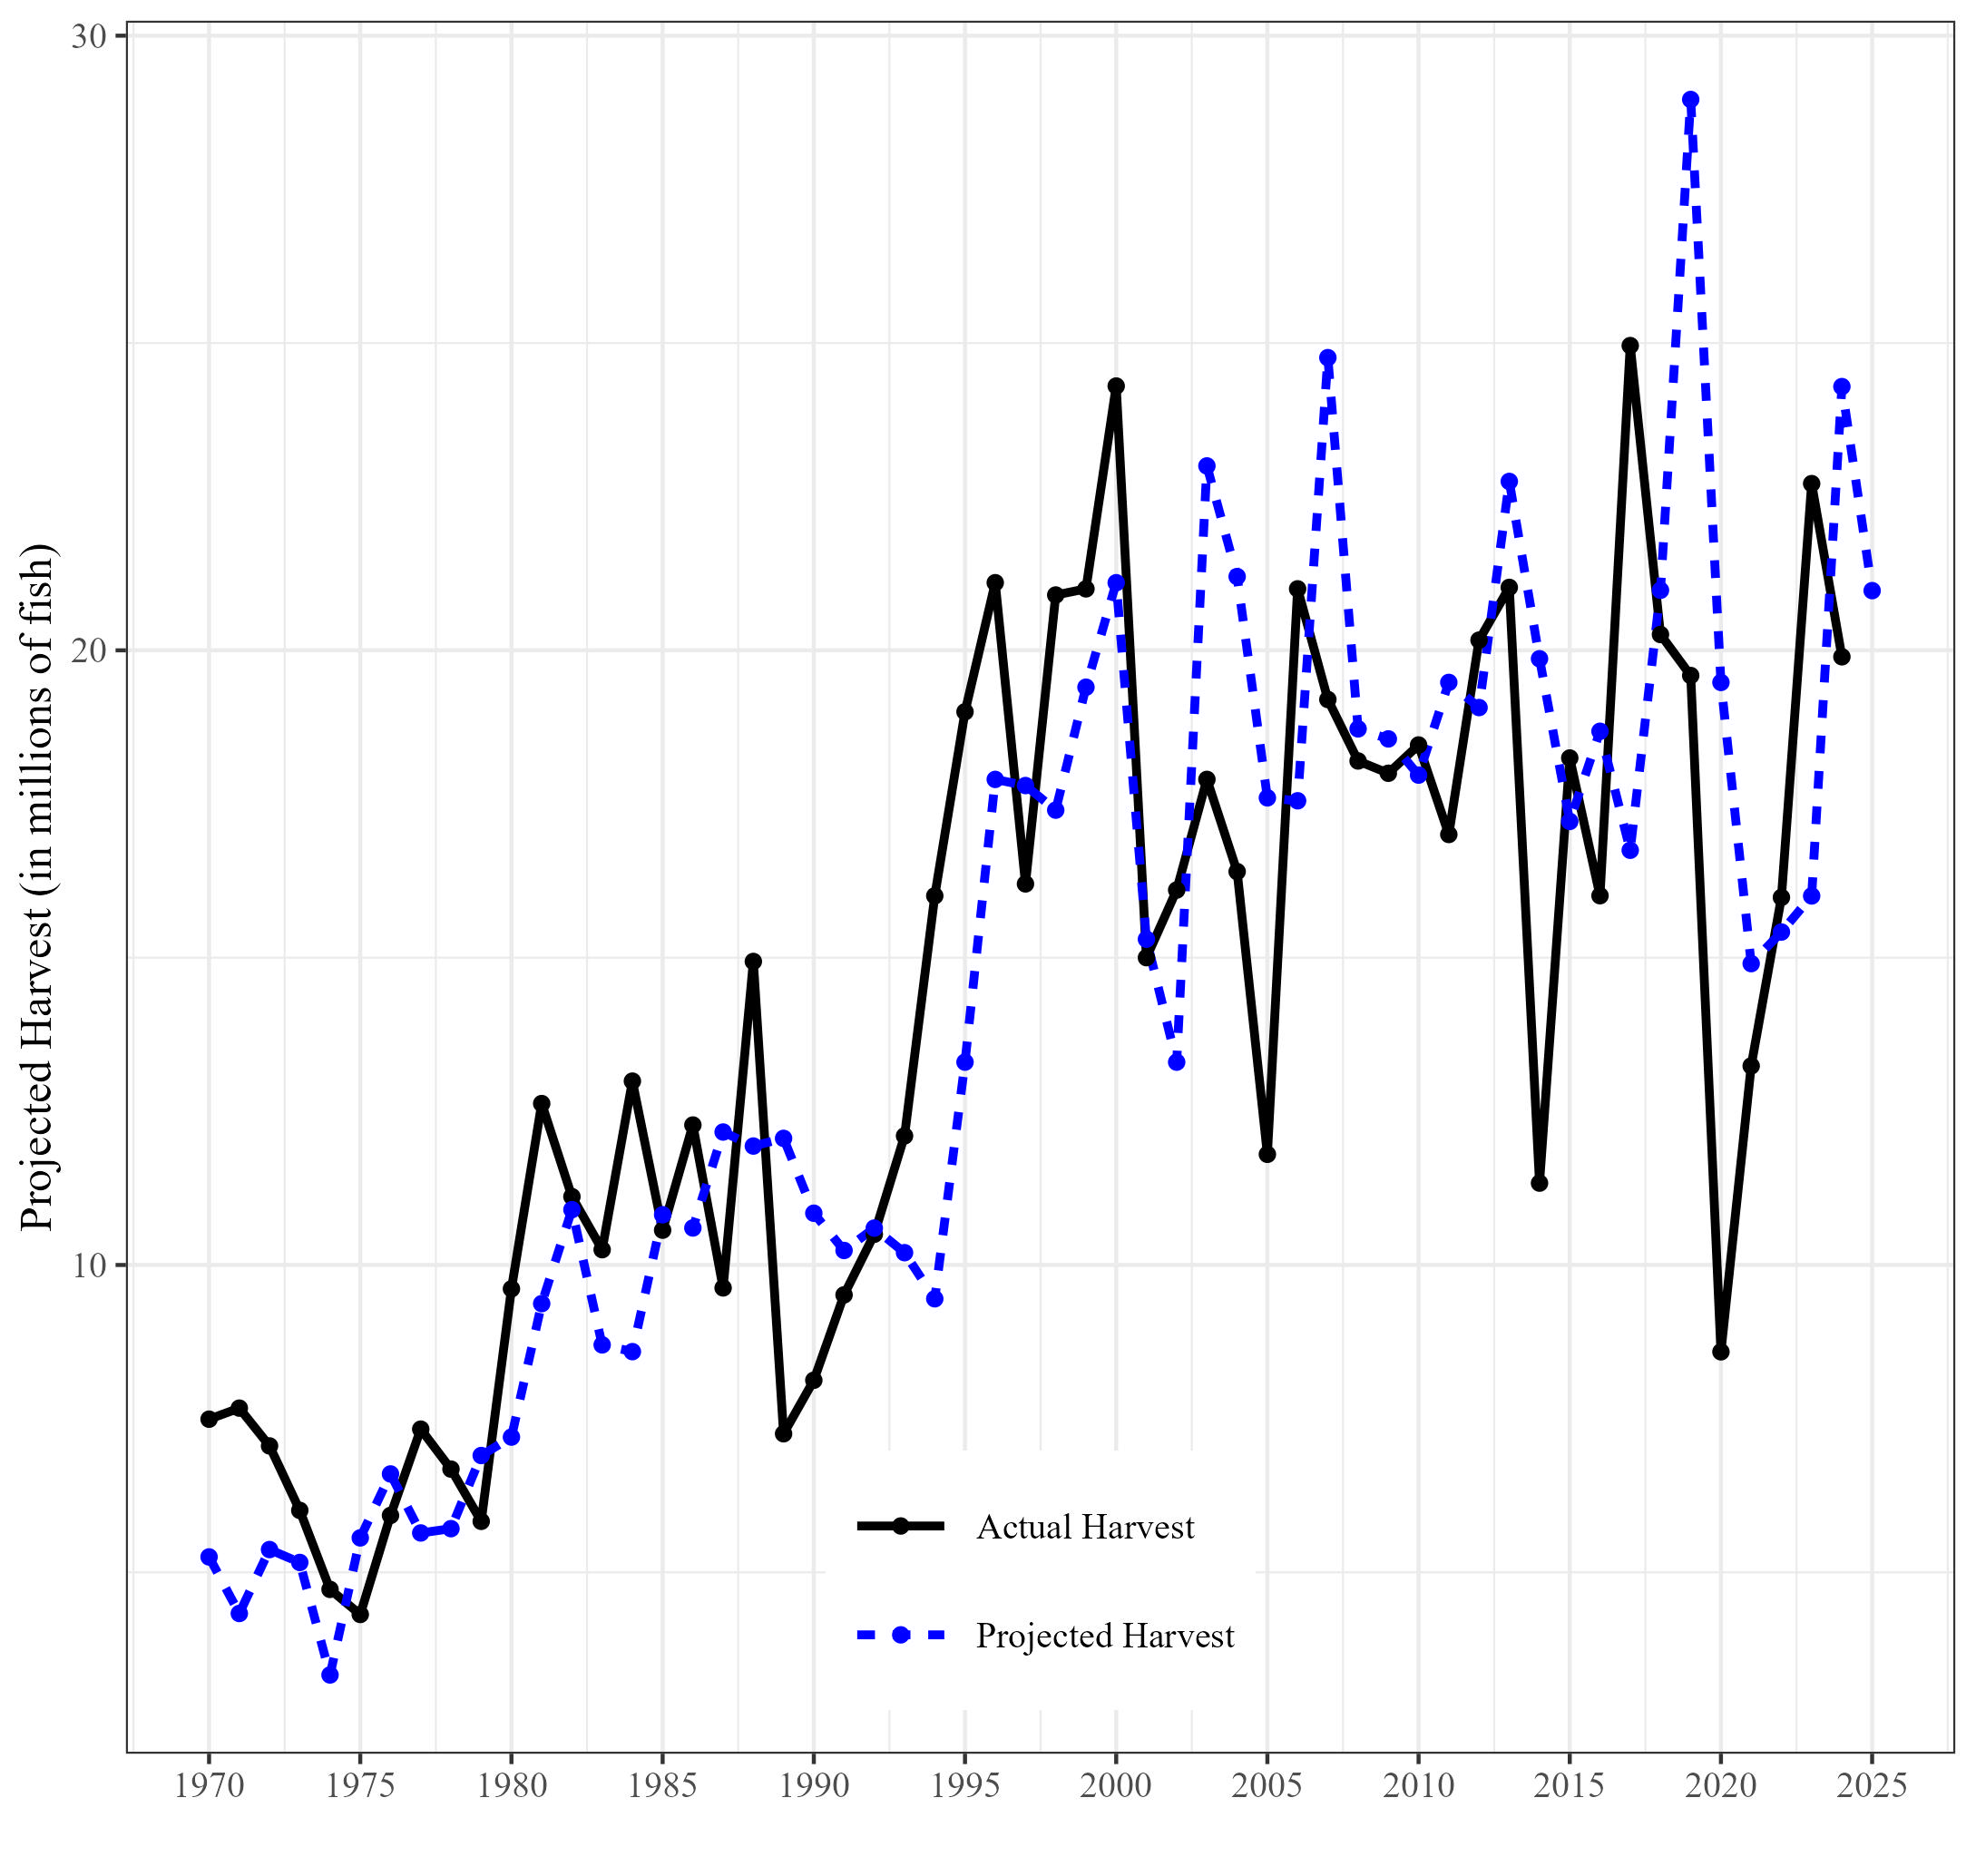 Projected Harvest (in millions of fish)
30
20
10
Actual Harvest
Projected Harvest
1970 1975 1980 1985 1990 1995 2000 2005 2010 2015 2020 2025